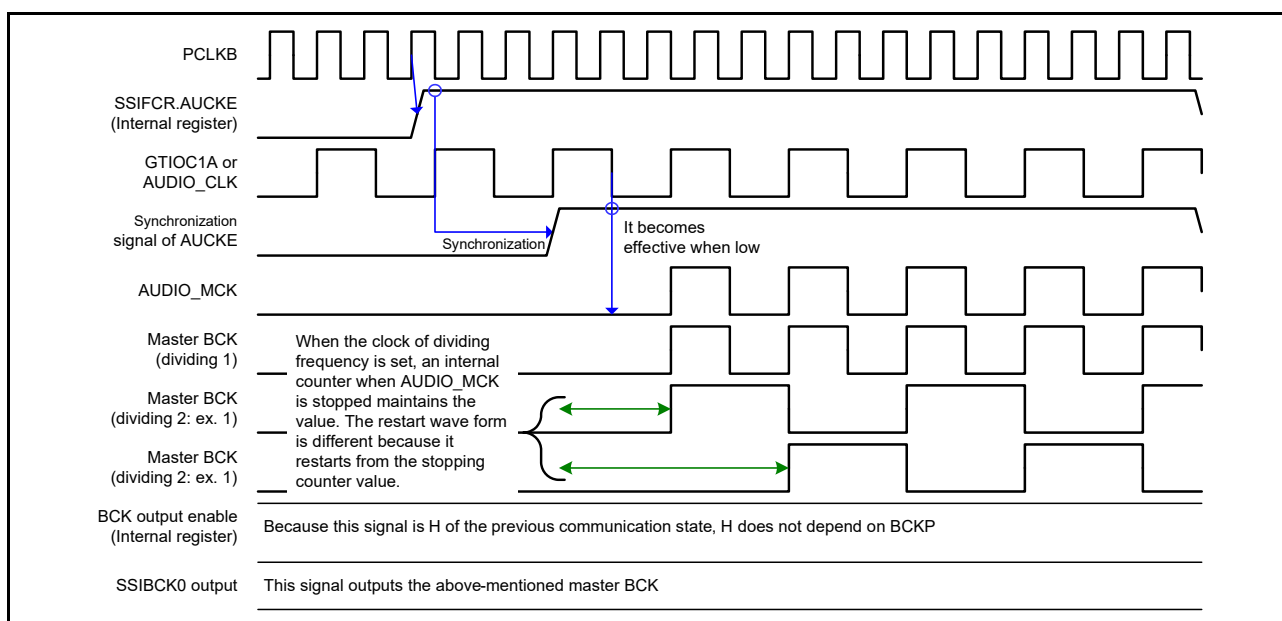 PCLKB
SSIFCR.AUCKE
(Internal register)
GTIOC1A or
AUDIO_CLK
Synchronization
signal of AUCKE
Synchronization
It becomes
effective when low
AUDIO_MCK
Master BCK
(dividing 1)
When the clock of dividing
frequency is set, an internal
counter when AUDIO_MCK
is stopped maintains the
value. The restart wave form
is different because it
restarts from the stopping
counter value.
Master BCK
(dividing 2: ex. 1)
Master BCK
(dividing 2: ex. 1)
BCK output enable
(Internal register)
Because this signal is H of the previous communication state, H does not depend on BCKP
SSIBCK0 output
This signal outputs the above-mentioned master BCK